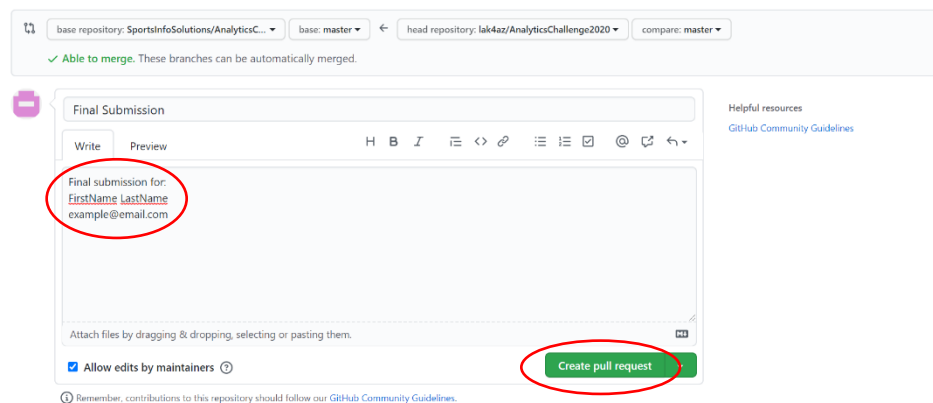 base repository: SportsInfoSolutions/AnalyticsC... base: master head repository: lak4az/AnalyticsChallenge2020 compare: master
Able to merge. These branches can be automatically merged.
Final Submission
Helpful resources
GitHub Community Guidelines
Write Preview
Final submission for:
FirstName LastName
example@email.com
Attach files by dragging & dropping, selecting or pasting them.
Allow edits by maintainers
Create pull request
Remember, contributions to this repository should follow our GitHub Community Guidelines.